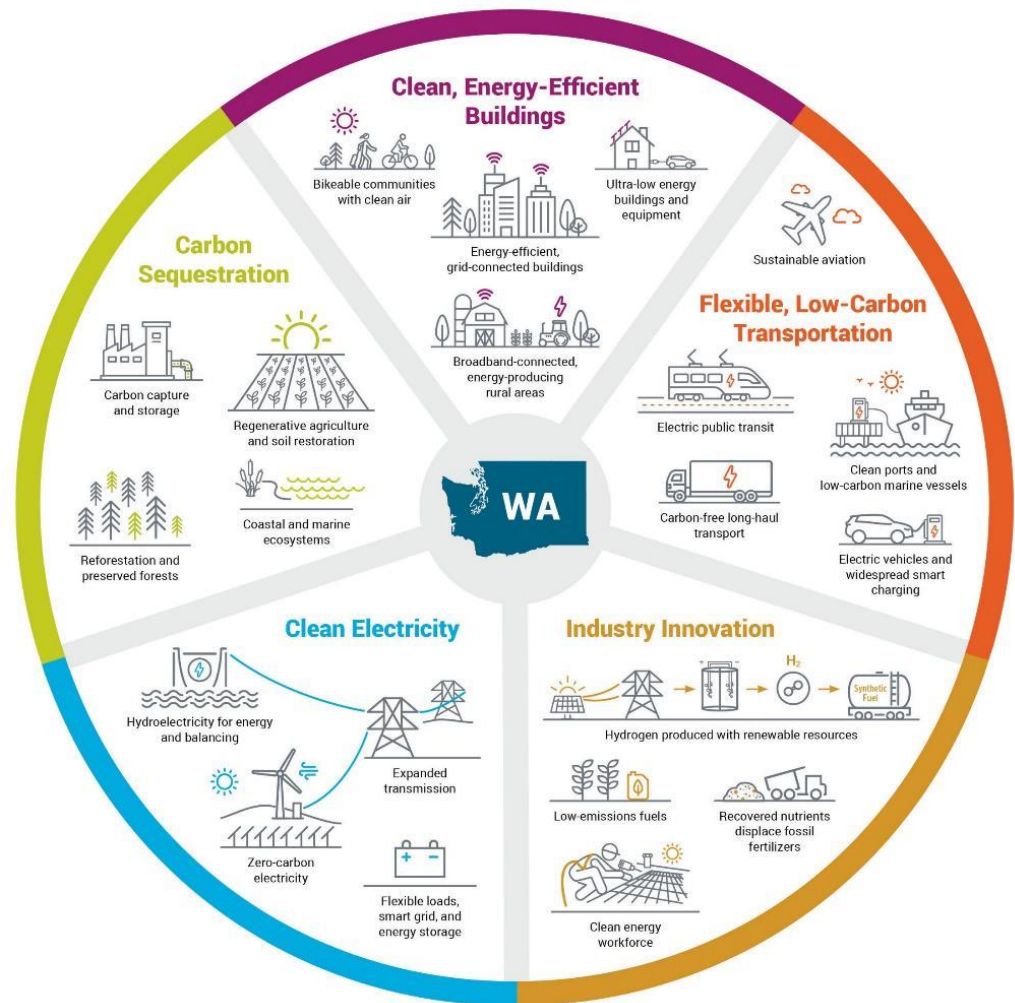 Clean, Energy-Efficient
Buildings
Bikeable communities
with clean air
Energy-efficient,
grid-connected buildings
Ultra-low energy
buildings and
equipment
Broadband-connected,
energy-producing
rural areas
Sustainable aviation
Flexible, Low-Carbon
Transportation
Electric public transit
Clean ports and
low-carbon marine vessels
Carbon-free long-haul
transport
Electric vehicles and
widespread smart
charging
Carbon
Sequestration
Carbon capture
and storage
Regenerative agriculture
and soil restoration
Reforestation and
preserved forests
Coastal and marine
ecosystems
WA
Clean Electricity
Hydroelectricity for energy
and balancing
Expanded
transmission
Zero-carbon
electricity
+ -
Flexible loads,
smart grid, and
energy storage
Industry Innovation
H₂
Synthetic
Fuel
Hydrogen produced with renewable resources
Low-emissions fuels
Recovered nutrients
displace fossil
fertilizers
Clean energy
workforce